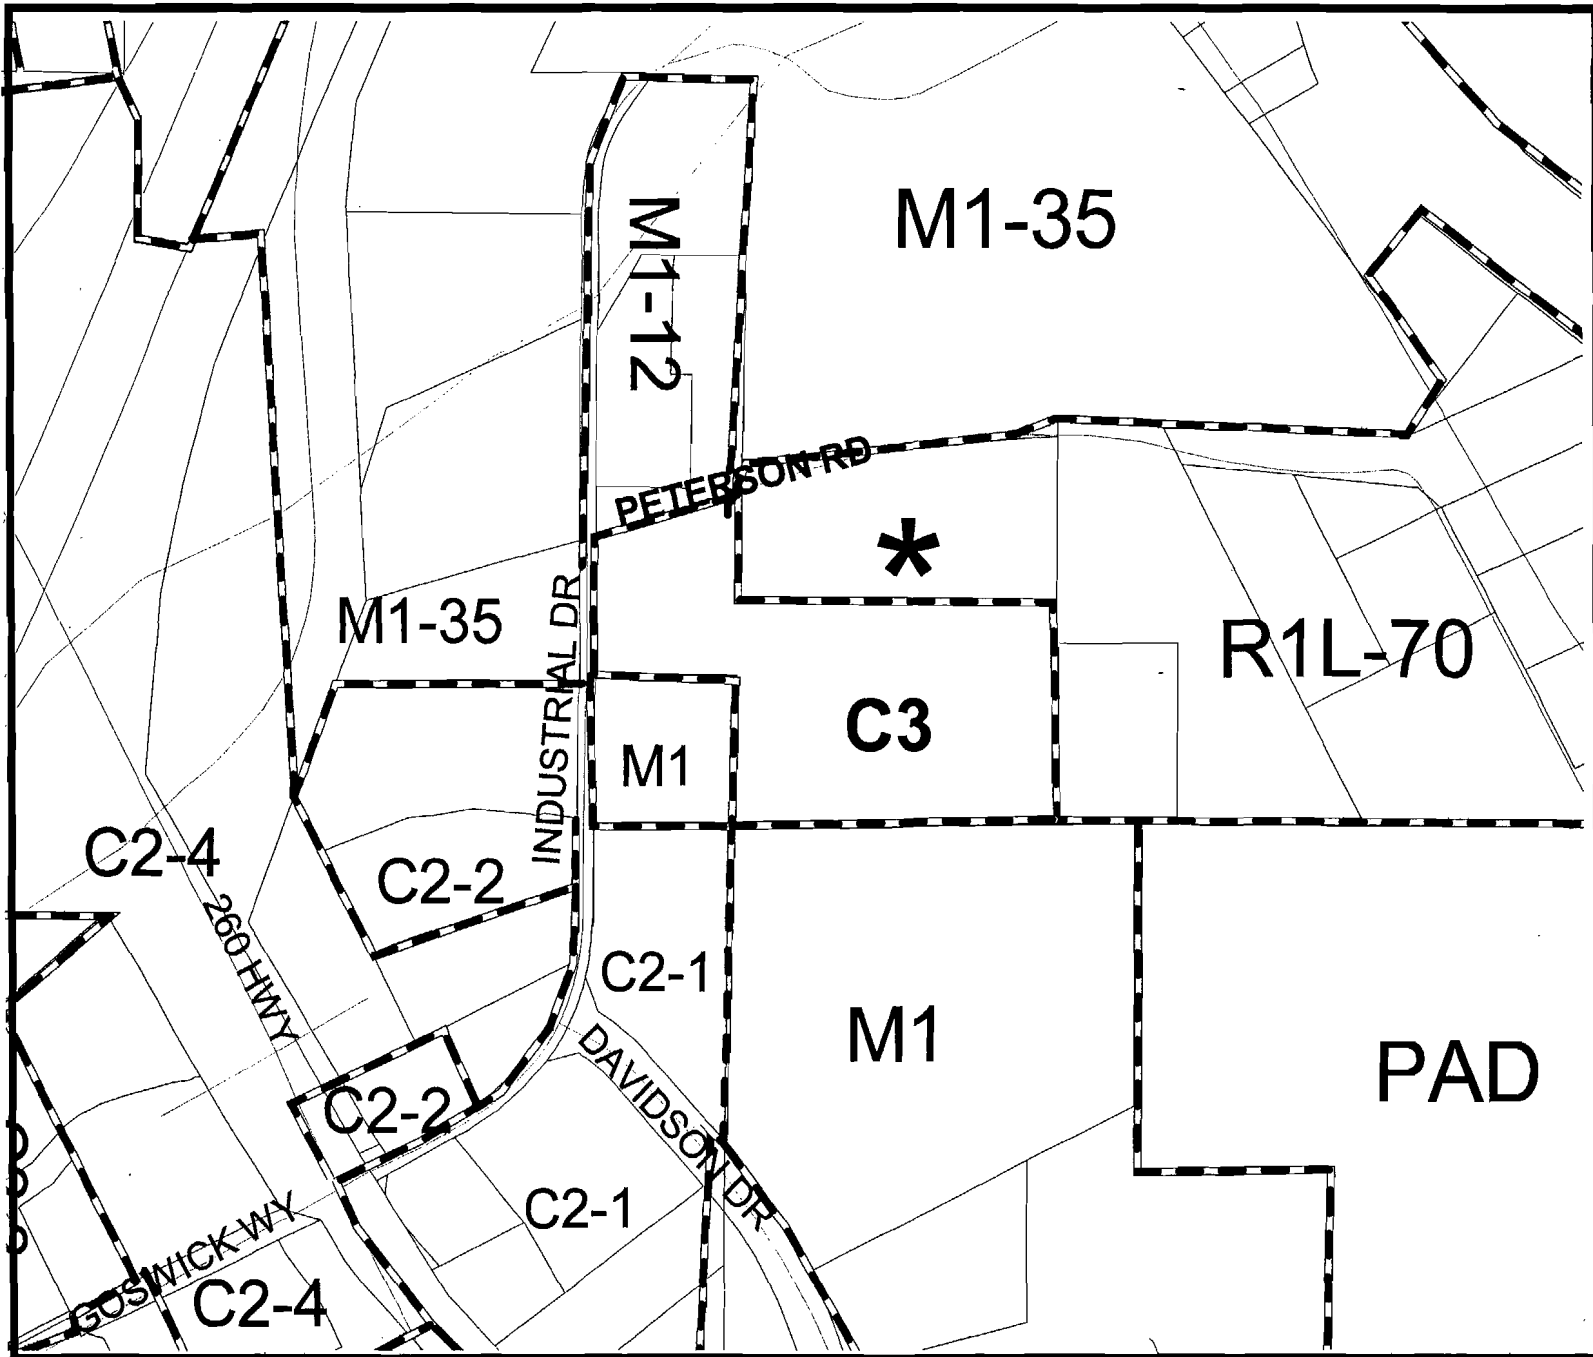 M1-35
M1-12
PETERSON RD
*
M1-35
INDUSTRIAL DR
R1L-70
C3
M1
C2-4
C2-2
260 HWY
C2-1
M1
DAVIDSON DR
PAD
C2-2
C2-1
GOSWICK WY
C2-4